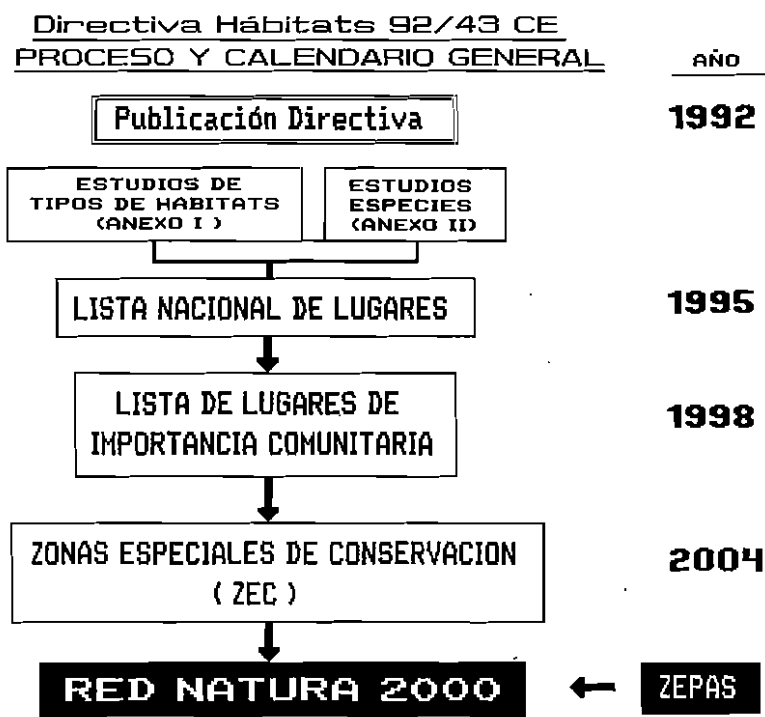 Directiva Hábitats 92/43 CE
PROCESO Y CALENDARIO GENERAL
AÑO
Publicación Directiva
1992
ESTUDIOS DE
TIPOS DE HABITATS
(ANEXO I )
ESTUDIOS
ESPECIES
(ANEXO II)
LISTA NACIONAL DE LUGARES
1995
LISTA DE LUGARES DE
IMPORTANCIA COMUNITARIA
1998
ZONAS ESPECIALES DE CONSERVACION
( ZEC )
2004
RED NATURA 2000
ZEPAS